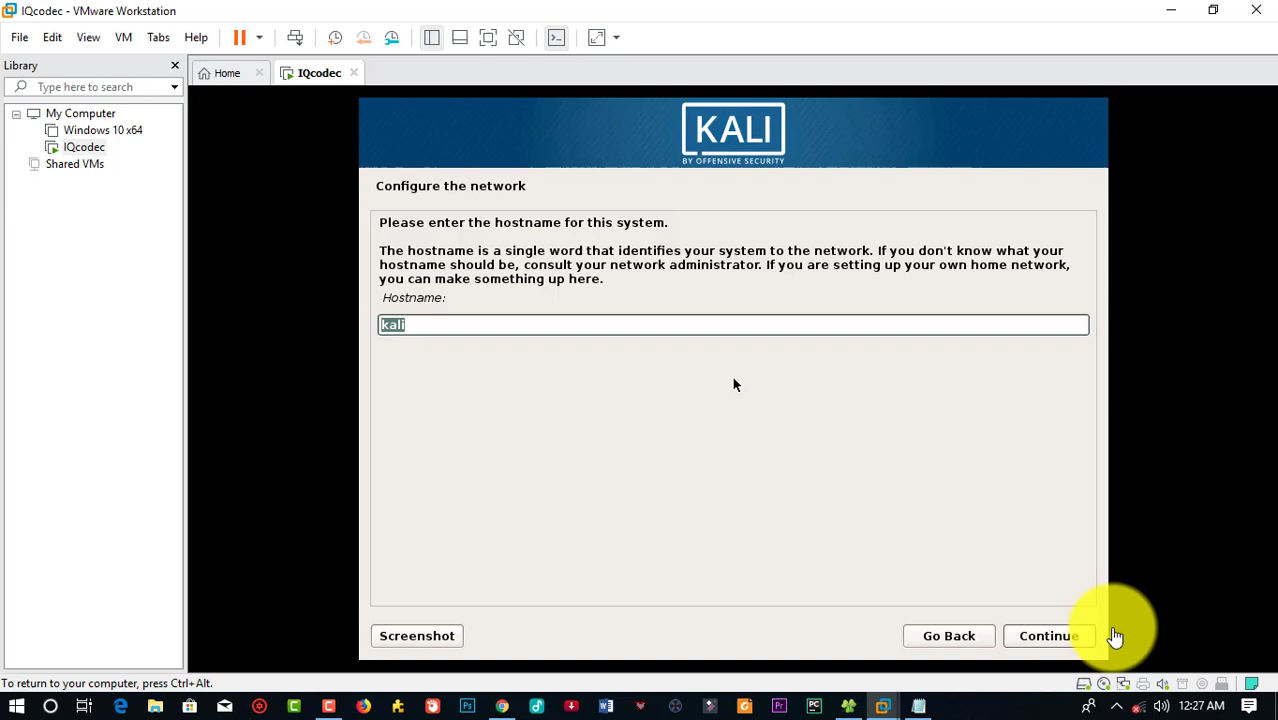 IQcodec - VMware Workstation
File Edit View VM Tabs Help
Library
Type here to search
My Computer
Windows 10 x64
IQcodec
Shared VMs
Home
IQcodec
KALI
BY OFFENSIVE SECURITY
Configure the network
Please enter the hostname for this system.
The hostname is a single word that identifies your system to the network. If you don't know what your
hostname should be, consult your network administrator. If you are setting up your own home network,
you can make something up here.
Hostname:
kali
Screenshot
Go Back
Continue
To return to your computer, press Ctrl+Alt.
12:27 AM